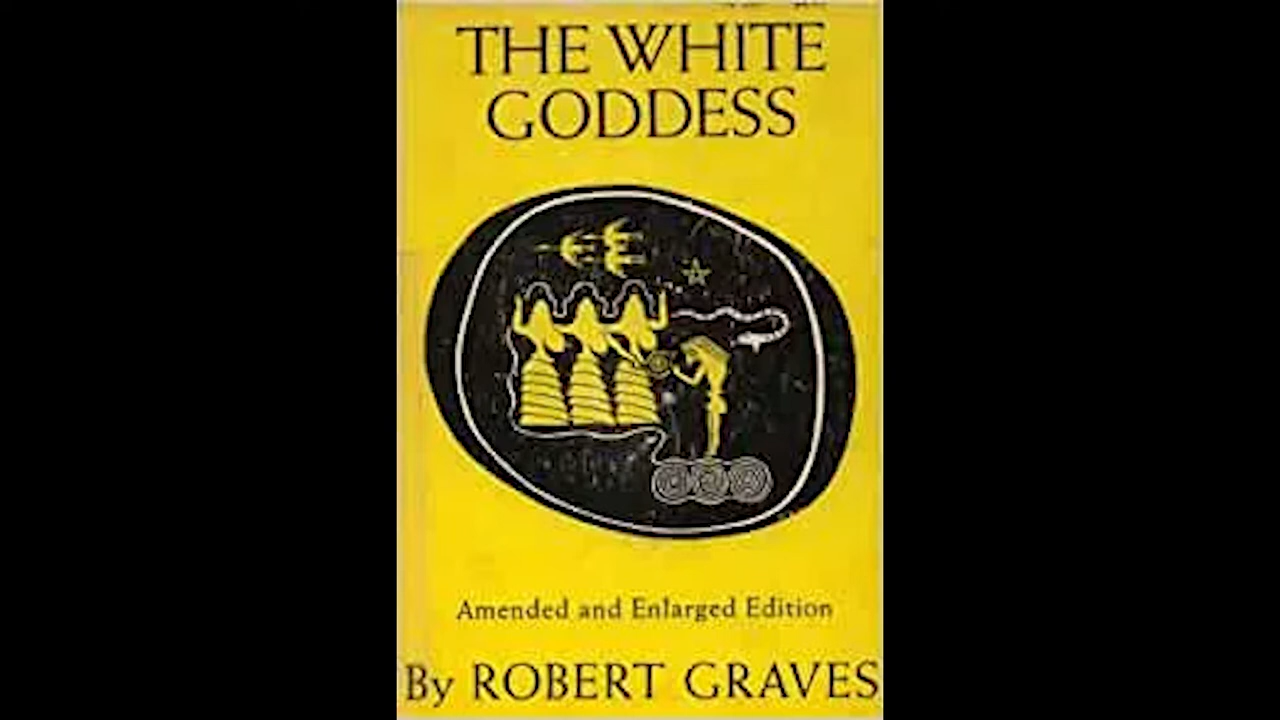 THE WHITE
GODDESS
Amended and Enlarged Edition
By ROBERT GRAVES